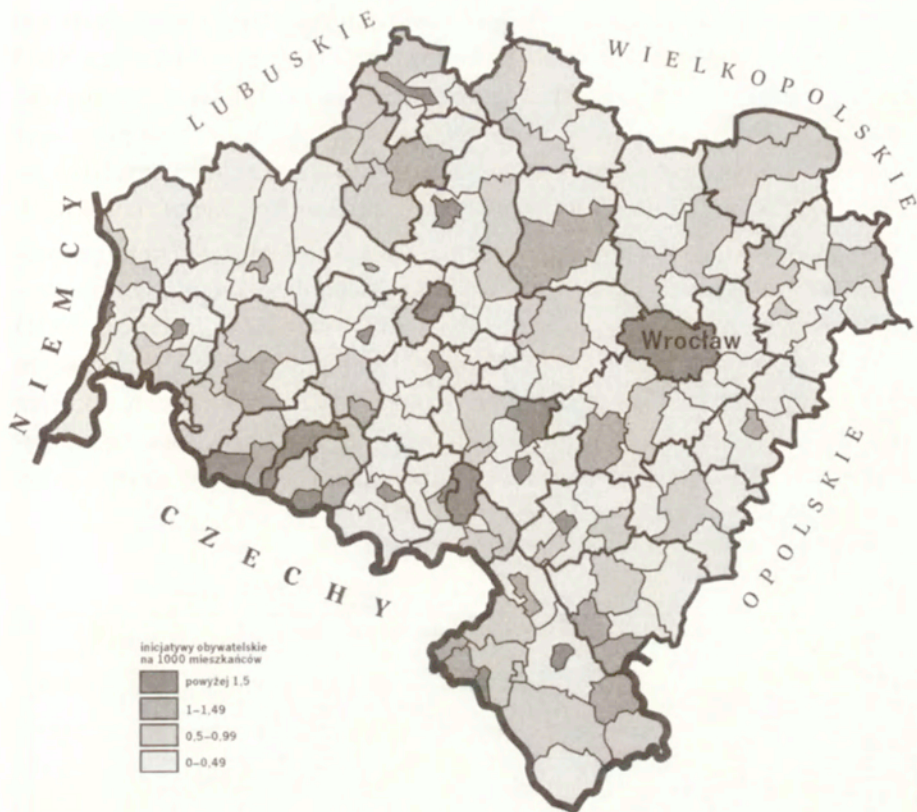 LUBUSKIE
WIELKOPOLSKIE
NIEMCY
Wrocław
OPOLSKIE
CZECHY
inicjatywy obywatelskie
na 1000 mieszkańców
powyżej 1,5
1–1,49
0,5–0,99
0–0,49